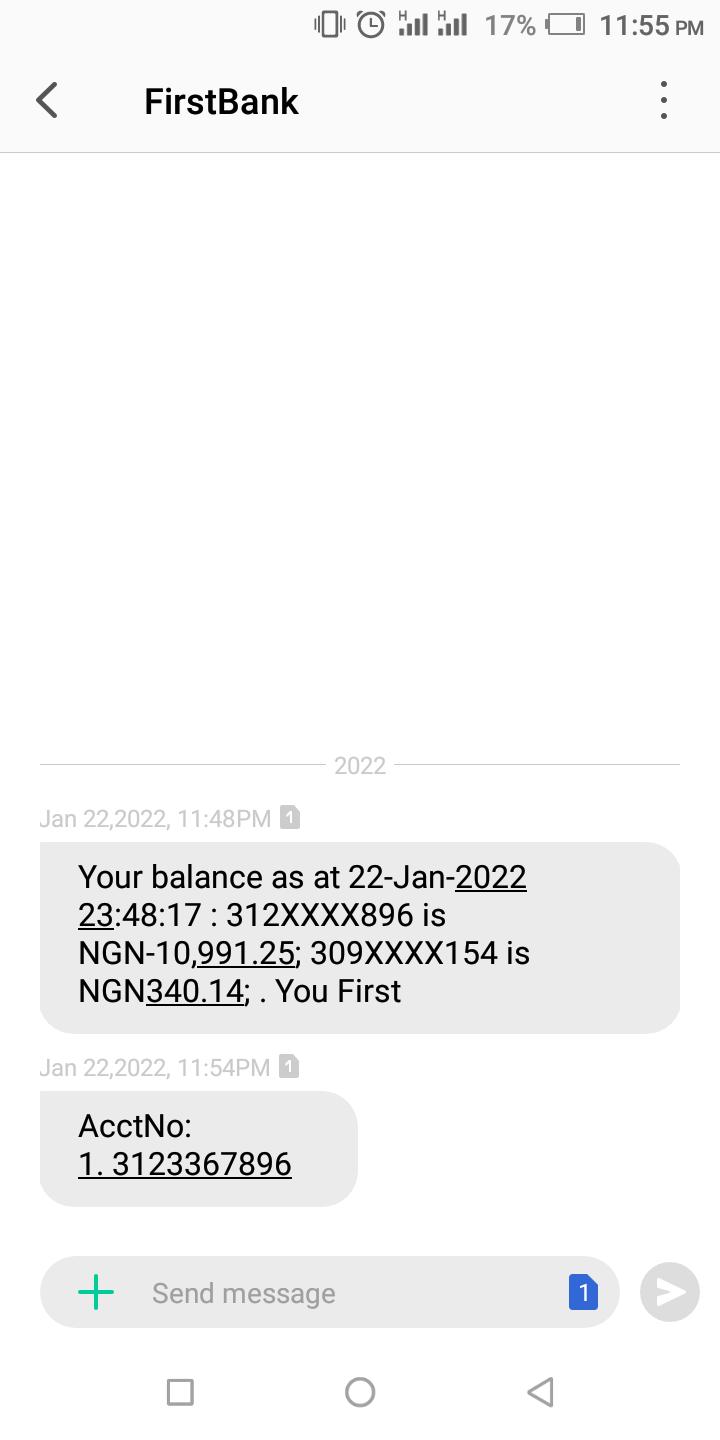 H H 17% 11:55 PM
FirstBank
2022
Jan 22,2022, 11:48PM 1
Your balance as at 22-Jan-2022
23:48:17 : 312XXXX896 is
NGN-10,991.25; 309XXXX154 is
NGN340.14; . You First
Jan 22,2022, 11:54PM 1
AcctNo:
1. 3123367896
Send message 1